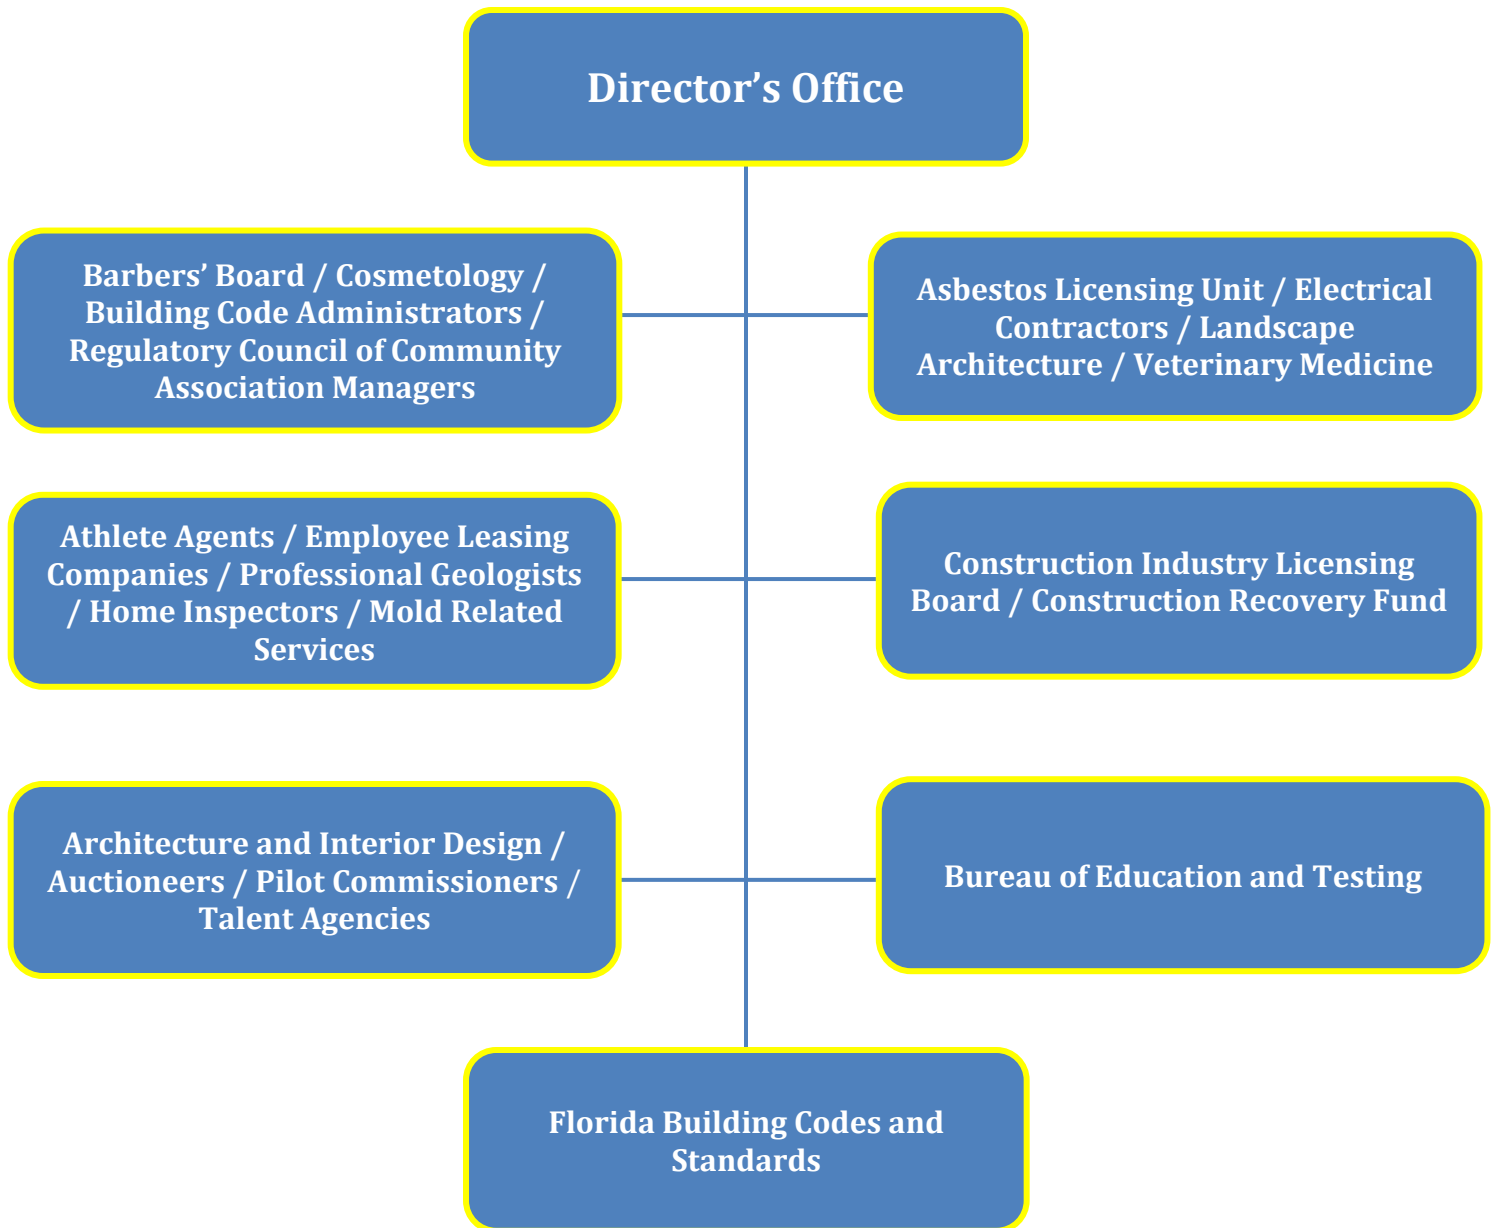 Director’s Office
Barbers’ Board / Cosmetology /
Building Code Administrators /
Regulatory Council of Community
Association Managers
Asbestos Licensing Unit / Electrical
Contractors / Landscape
Architecture / Veterinary Medicine
Athlete Agents / Employee Leasing
Companies / Professional Geologists
/ Home Inspectors / Mold Related
Services
Construction Industry Licensing
Board / Construction Recovery Fund
Architecture and Interior Design /
Auctioneers / Pilot Commissioners /
Talent Agencies
Bureau of Education and Testing
Florida Building Codes and
Standards